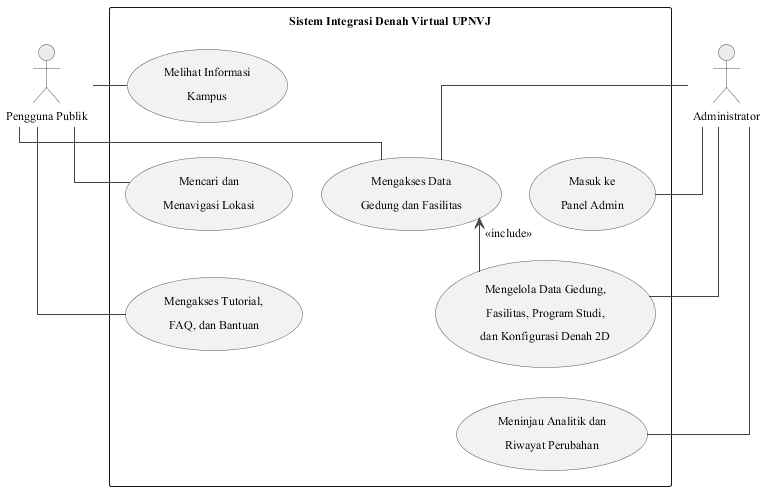 Sistem Integrasi Denah Virtual UPNVJ
Pengguna Publik
Administrator
Melihat Informasi
Kampus
Mencari dan
Menavigasi Lokasi
Mengakses Data
Gedung dan Fasilitas
Masuk ke
Panel Admin
«include»
Mengakses Tutorial,
FAQ, dan Bantuan
Mengelola Data Gedung,
Fasilitas, Program Studi,
dan Konfigurasi Denah 2D
Meninjau Analitik dan
Riwayat Perubahan